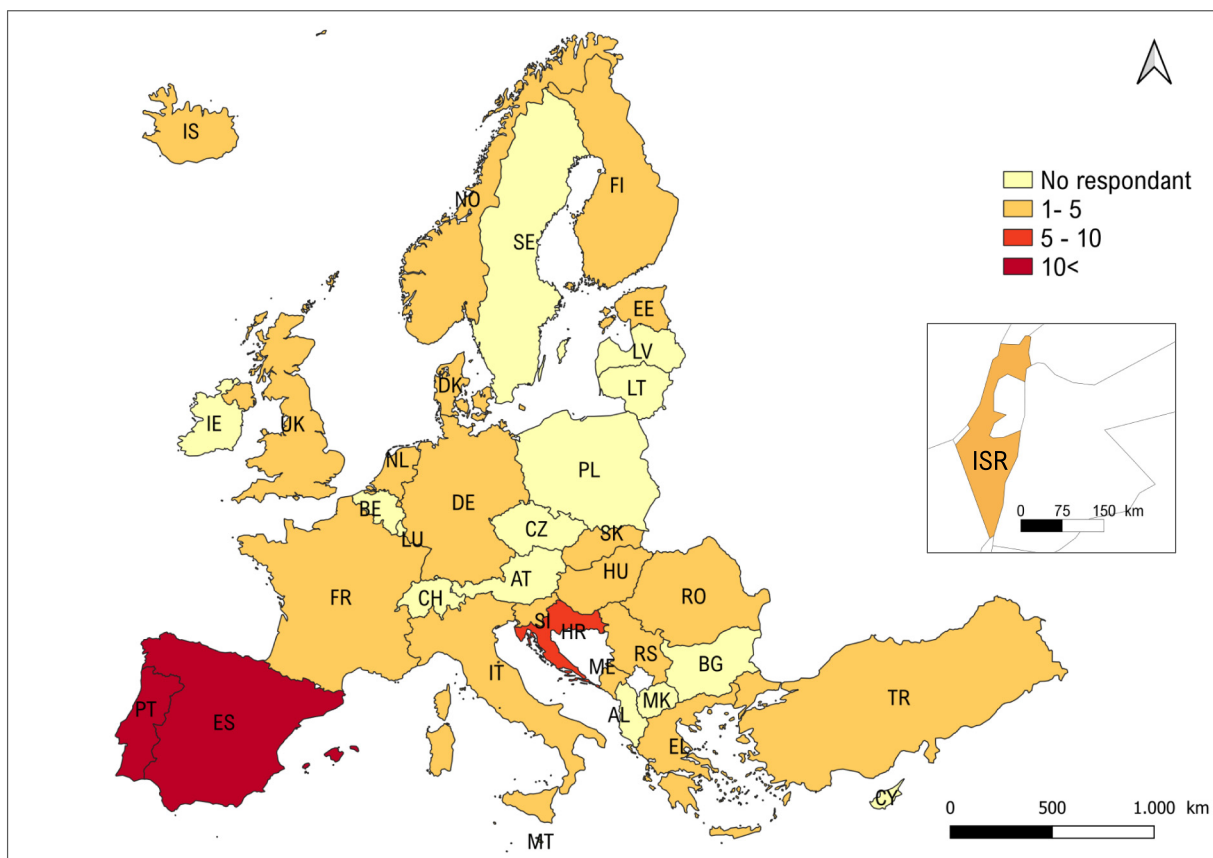 IS
NO
FI
SE
No respondant
1- 5
5 - 10
10<
EE
LV
LT
DK
IE
UK
NL
PL
ISR
0 75 150 km
BE
DE
CZ
LU
SK
AT
HU
FR
CH
RO
SI
HR
ME
RS
BG
IT
PT
ES
AL
MK
TR
EL
CY
0 500 1.000 km
MT